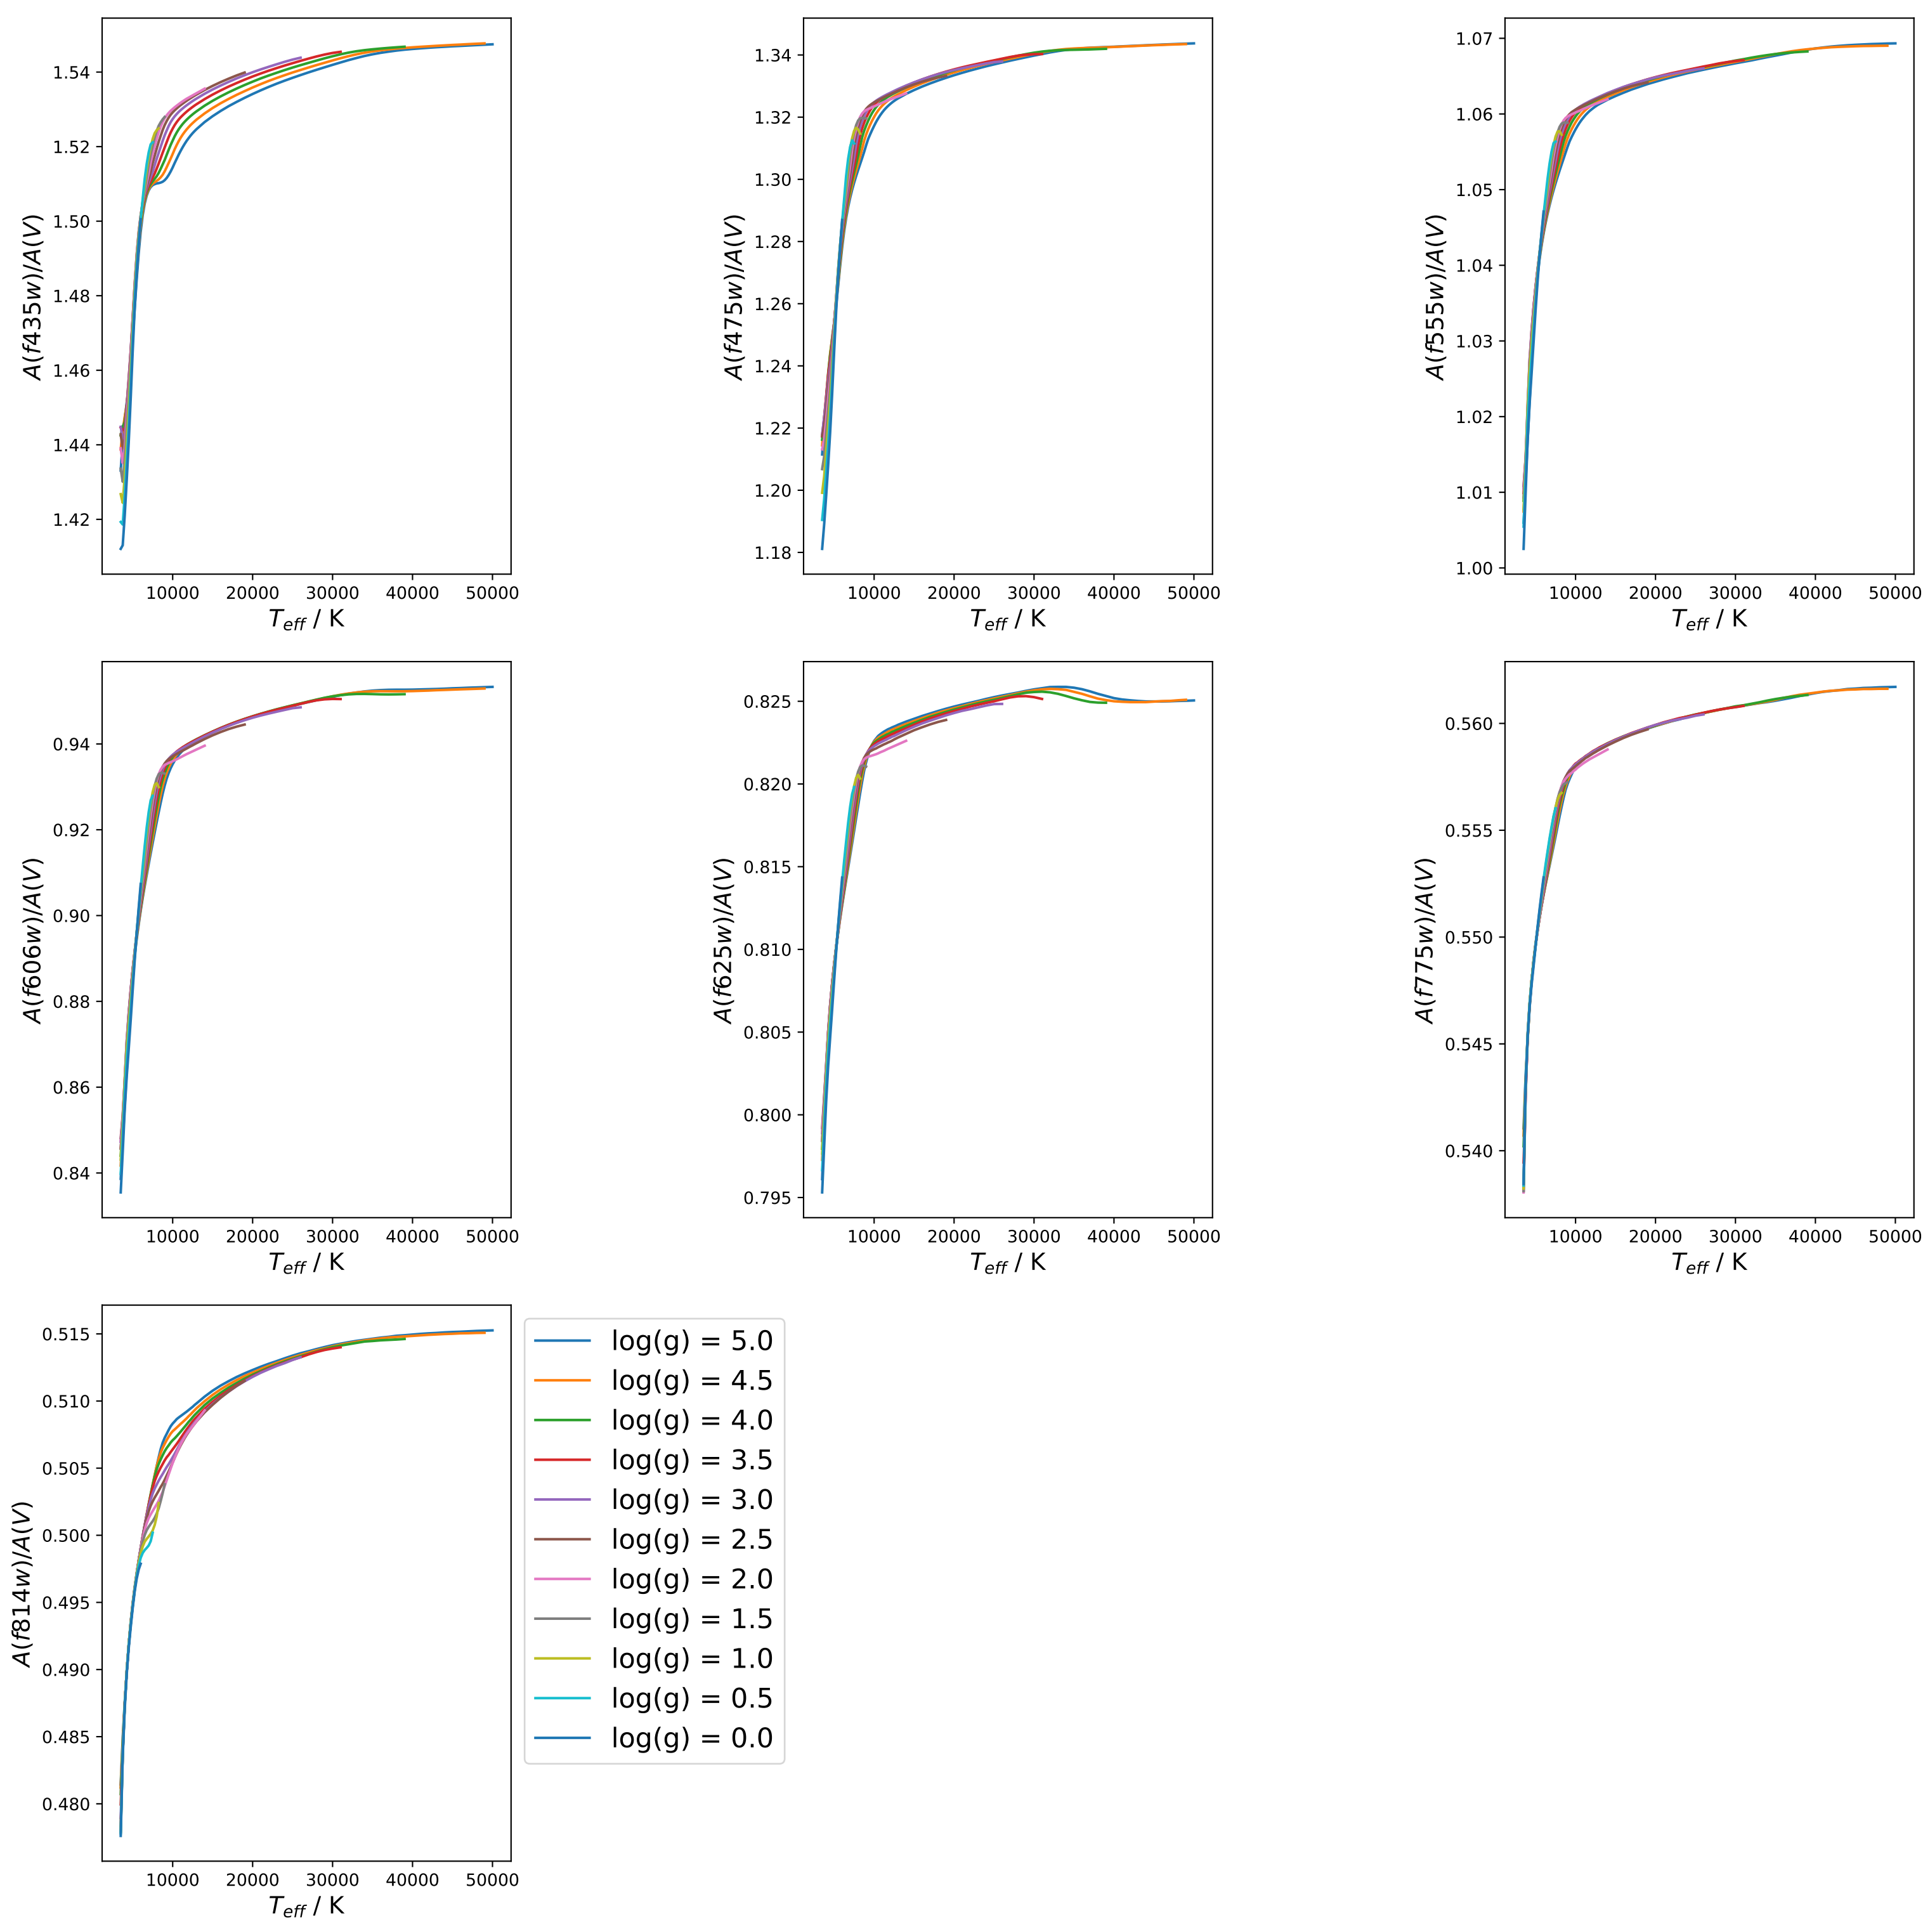 A(f435w)/A(V)
1.54
1.52
1.50
1.48
1.46
1.44
1.42
10000 20000 30000 40000 50000
T_eff / K
A(f475w)/A(V)
1.34
1.32
1.30
1.28
1.26
1.24
1.22
1.20
1.18
10000 20000 30000 40000 50000
T_eff / K
A(f555w)/A(V)
1.07
1.06
1.05
1.04
1.03
1.02
1.01
1.00
10000 20000 30000 40000 50000
T_eff / K
A(f606w)/A(V)
0.94
0.92
0.90
0.88
0.86
0.84
10000 20000 30000 40000 50000
T_eff / K
A(f625w)/A(V)
0.825
0.820
0.815
0.810
0.805
0.800
0.795
10000 20000 30000 40000 50000
T_eff / K
A(f775w)/A(V)
0.560
0.555
0.550
0.545
0.540
10000 20000 30000 40000 50000
T_eff / K
A(f814w)/A(V)
0.515
0.510
0.505
0.500
0.495
0.490
0.485
0.480
10000 20000 30000 40000 50000
T_eff / K
log(g) = 5.0
log(g) = 4.5
log(g) = 4.0
log(g) = 3.5
log(g) = 3.0
log(g) = 2.5
log(g) = 2.0
log(g) = 1.5
log(g) = 1.0
log(g) = 0.5
log(g) = 0.0